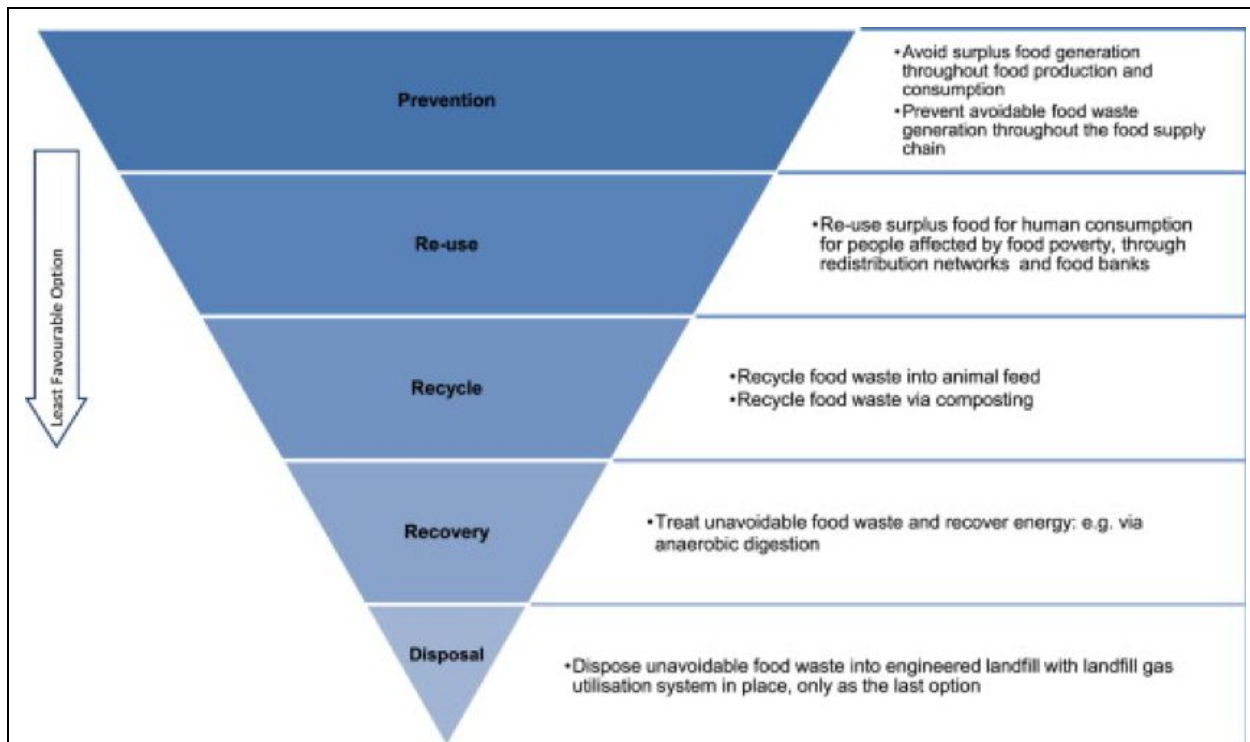 Prevention
•Avoid surplus food generation
throughout food production and
consumption
•Prevent avoidable food waste
generation throughout the food supply
chain
Least Favourable Option
Re-use
•Re-use surplus food for human consumption
for people affected by food poverty, through
redistribution networks and food banks
Recycle
•Recycle food waste into animal feed
•Recycle food waste via composting
Recovery
•Treat unavoidable food waste and recover energy: e.g. via
anaerobic digestion
Disposal
•Dispose unavoidable food waste into engineered landfill with landfill gas
utilisation system in place, only as the last option